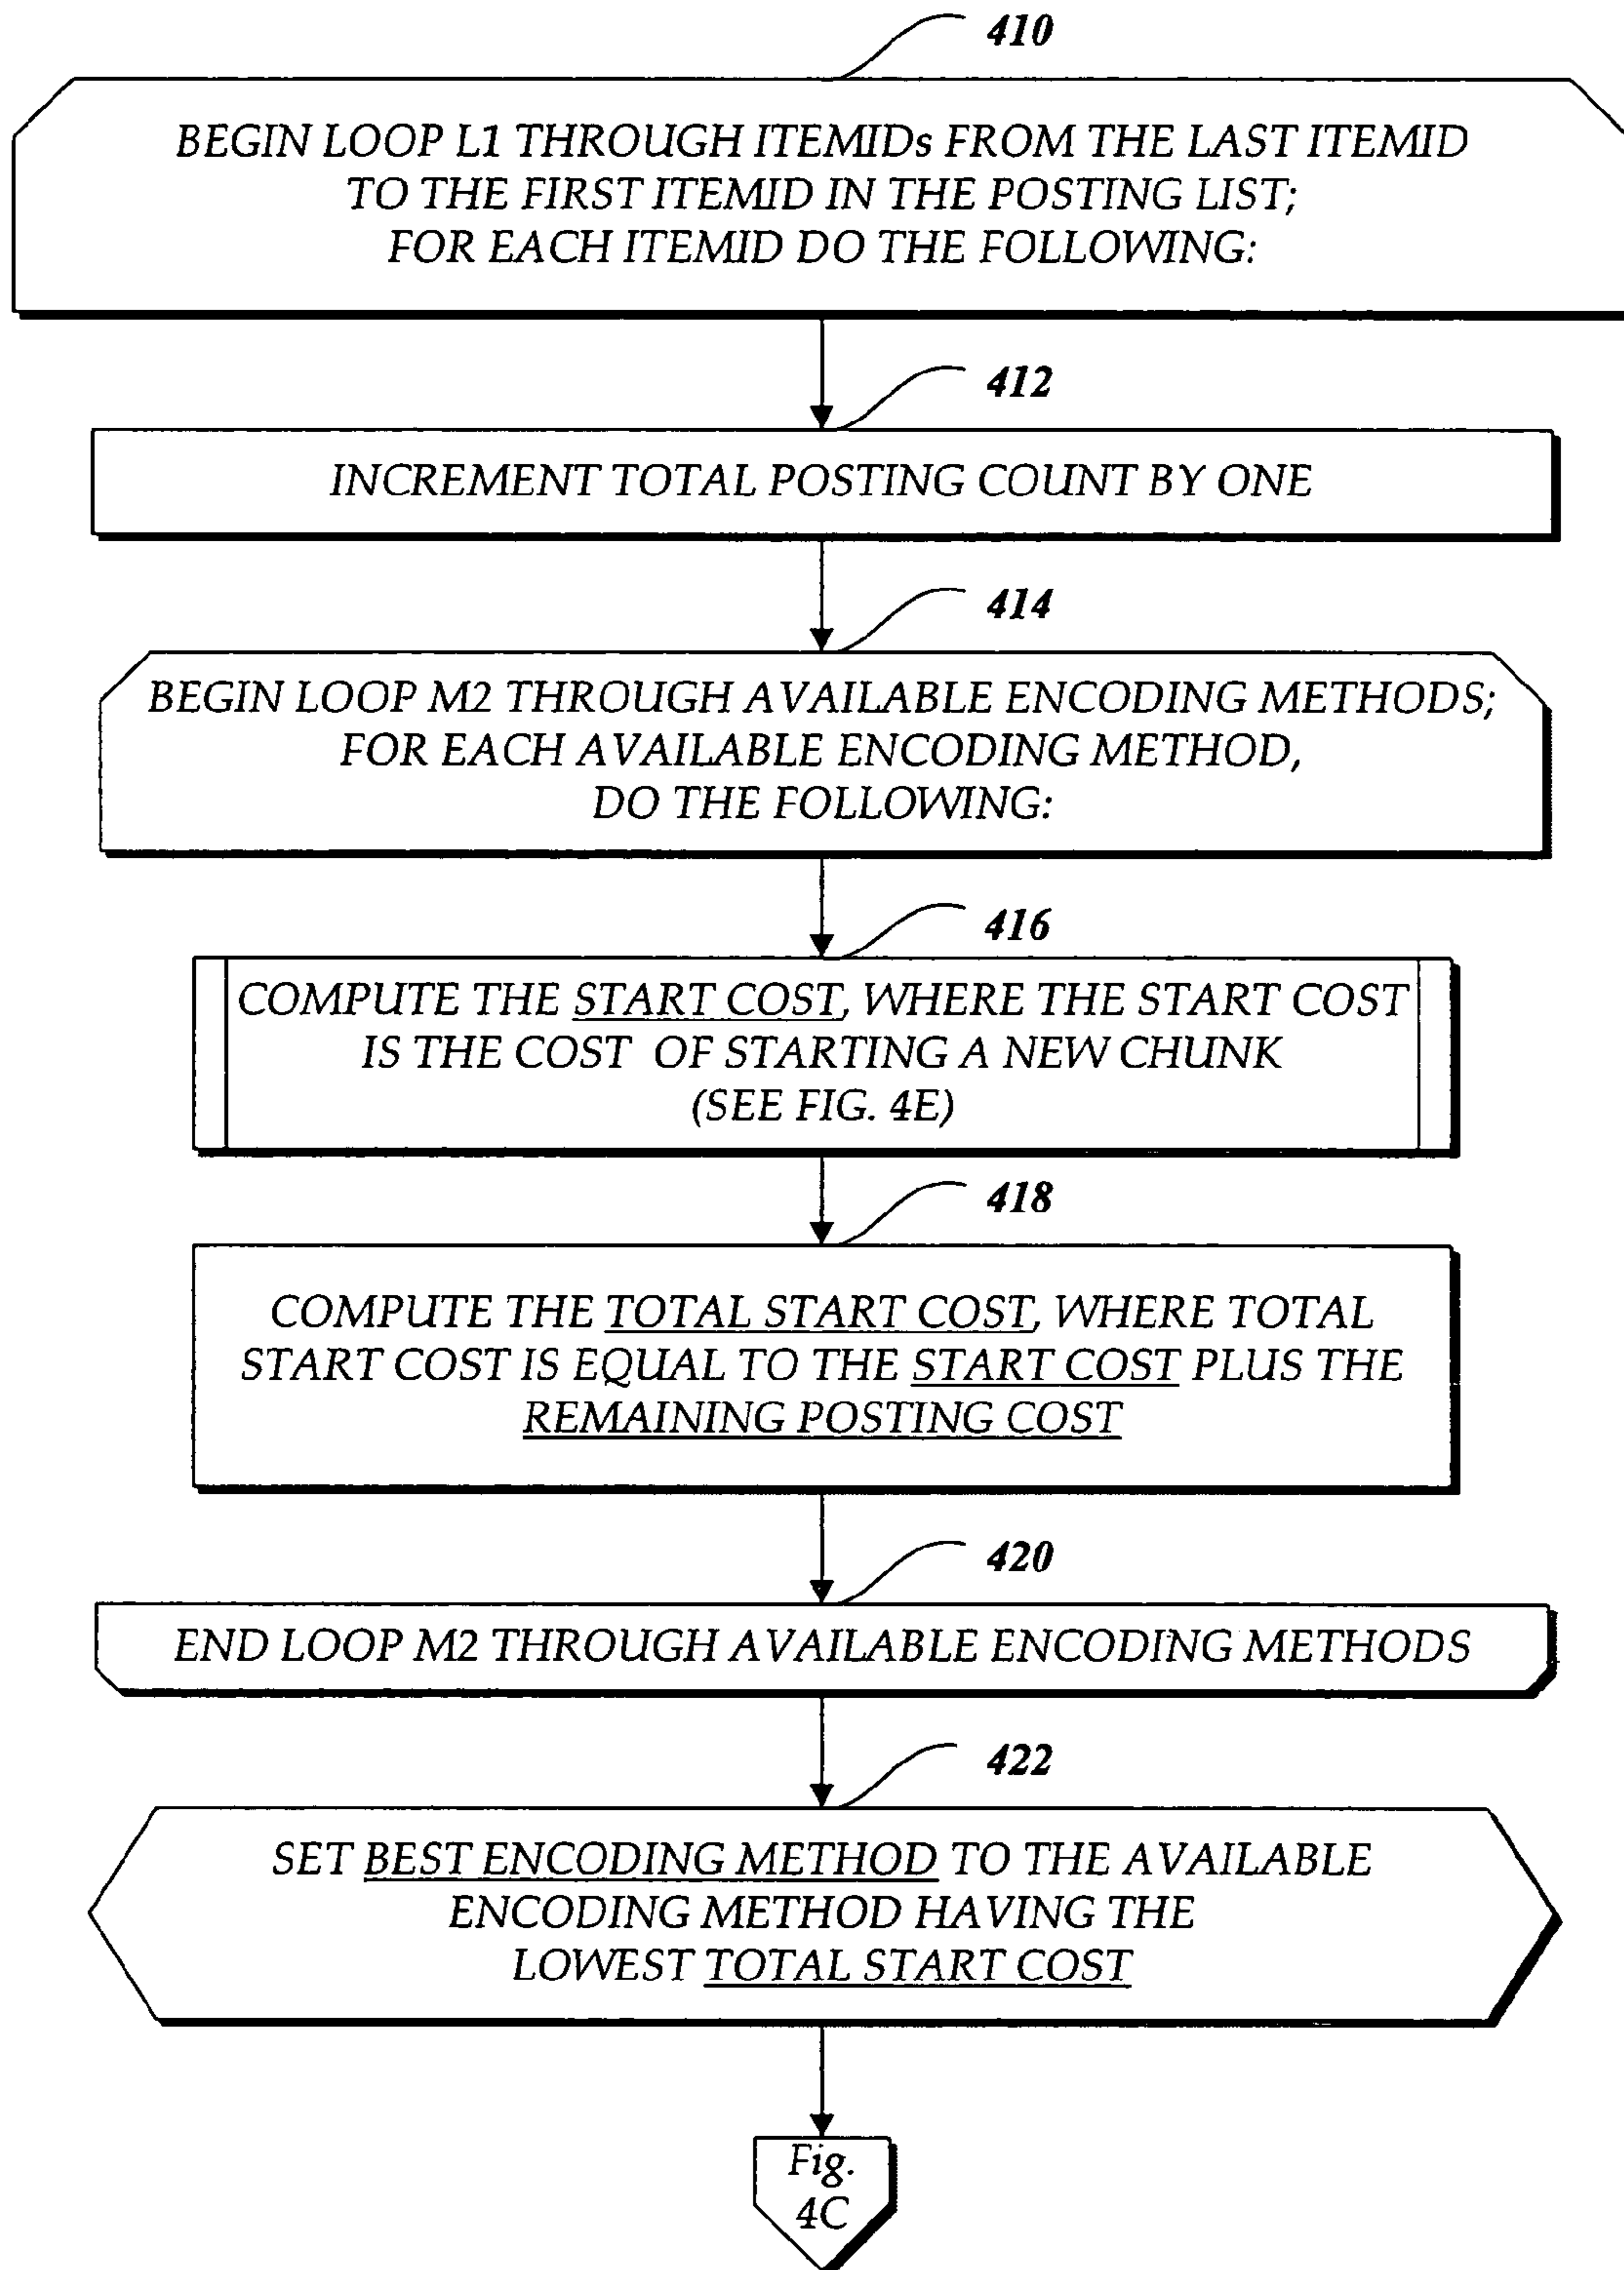 410
BEGIN LOOP L1 THROUGH ITEMIDs FROM THE LAST ITEMID
TO THE FIRST ITEMID IN THE POSTING LIST;
FOR EACH ITEMID DO THE FOLLOWING:
412
INCREMENT TOTAL POSTING COUNT BY ONE
414
BEGIN LOOP M2 THROUGH AVAILABLE ENCODING METHODS;
FOR EACH AVAILABLE ENCODING METHOD,
DO THE FOLLOWING:
416
COMPUTE THE START COST, WHERE THE START COST
IS THE COST OF STARTING A NEW CHUNK
(SEE FIG. 4E)
418
COMPUTE THE TOTAL START COST, WHERE TOTAL
START COST IS EQUAL TO THE START COST PLUS THE
REMAINING POSTING COST
420
END LOOP M2 THROUGH AVAILABLE ENCODING METHODS
422
SET BEST ENCODING METHOD TO THE AVAILABLE
ENCODING METHOD HAVING THE
LOWEST TOTAL START COST
Fig.
4C